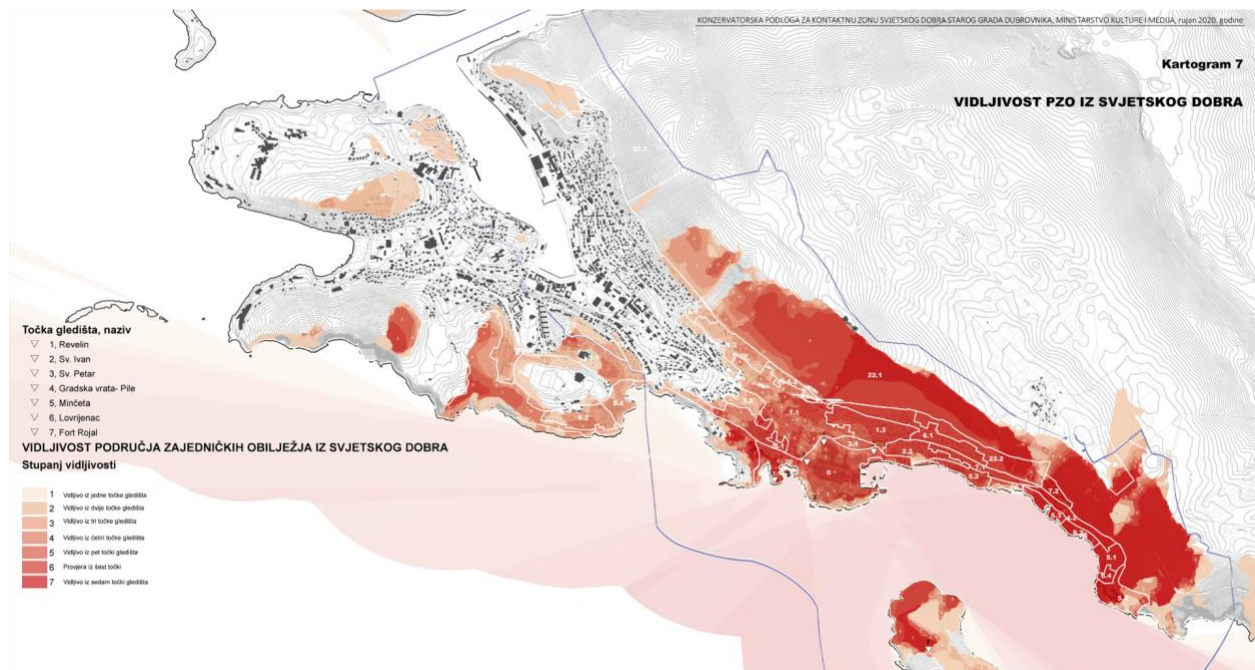 KONZERVATORSKA PODLOGA ZA KONTAKTNU ZONU SVJETSKOG DOBRA STAROG GRADA DUBROVNIKA, MINISTARSTVO KULTURE I MEDIJA, rujan 2020. godine
Kartogram 7
VIDLJIVOST PZO IZ SVJETSKOG DOBRA
Točka gledišta, naziv
1, Revelin
2, Sv. Ivan
3, Sv. Petar
4, Gradska vrata- Pile
5, Minčeta
6, Lovrijenac
7, Fort Rojal
VIDLJIVOST PODRUČJA ZAJEDNIČKIH OBILJEŽJA IZ SVJETSKOG DOBRA
Stupanj vidljivosti
1 Vidljivo iz jedne točke gledišta
2 Vidljivo iz dvije točke gledišta
3 Vidljivo iz tri točke gledišta
4 Vidljivo iz četiri točke gledišta
5 Vidljivo iz pet točki gledišta
6 Provjera iz šest točki
7 Vidljivo iz sedam točki gledišta
22.1
1.3
6.1
2.2
22.2
7.2
9.1